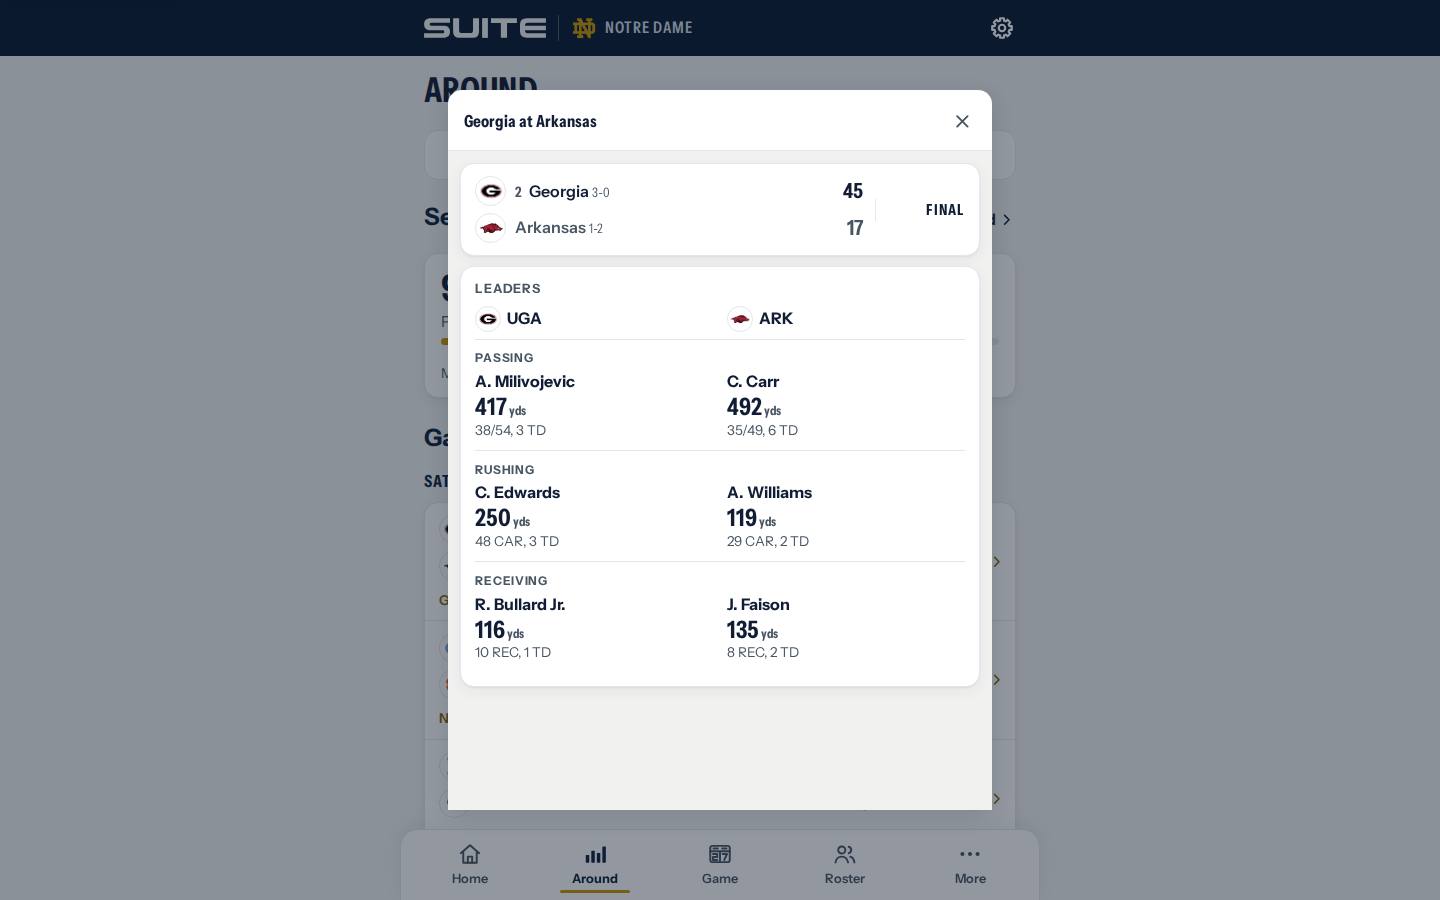 SUITE NOTRE DAME
AROUND
Georgia at Arkansas
2 Georgia 3-0 45
FINAL
Arkansas 1-2 17
LEADERS
UGA ARK
PASSING
A. Milivojevic C. Carr
417 yds 492 yds
38/54, 3 TD 35/49, 6 TD
RUSHING
C. Edwards A. Williams
250 yds 119 yds
48 CAR, 3 TD 29 CAR, 2 TD
RECEIVING
R. Bullard Jr. J. Faison
116 yds 135 yds
10 REC, 1 TD 8 REC, 2 TD
Home Around Game Roster More